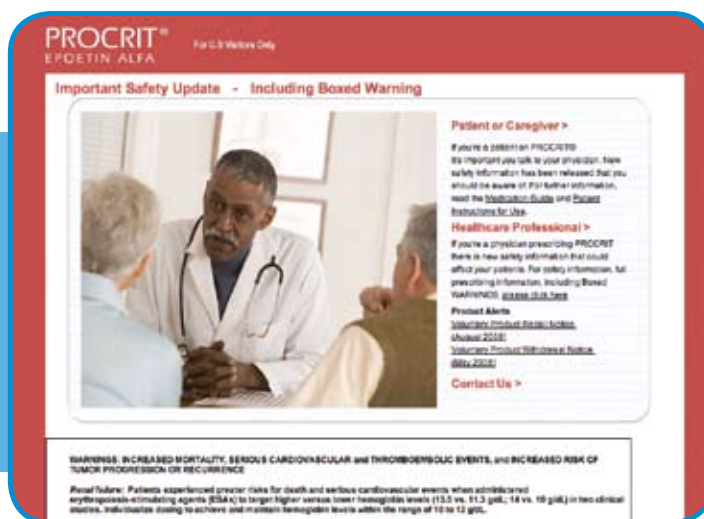 PROCRIT®
For U.S Visitors Only
EPOETIN ALFA
Important Safety Update - Including Boxed Warning
Patient or Caregiver >
If you're a patient on PROCRIT®
it's important you talk to your physician. New
safety information has been released that you
should be aware of. For further information,
read the Medication Guide and Patient
Instructions for Use.
Healthcare Professional >
If you're a physician prescribing PROCRIT
there is new safety information that could
affect your patients. For safety information, full
prescribing information, including Boxed
WARNINGS, please click here
Product Alerts
Voluntary Product Recall Notice
Voluntary Product Withdrawal Notice
Contact Us >
WARNINGS: INCREASED MORTALITY, SERIOUS CARDIOVASCULAR and THROMBOEMBOLIC EVENTS, and INCREASED RISK OF
TUMOR PROGRESSION OR RECURRENCE
Renal failure: Patients experienced greater risks for death and serious cardiovascular events when administered
erythropoiesis-stimulating agents (ESAs) to target higher versus lower hemoglobin levels (13.5 vs. 11.3 g/dL; 14 vs. 10 g/dL) in two clinical
studies. Individualize dosing to achieve and maintain hemoglobin levels within the range of 10 to 12 g/dL.